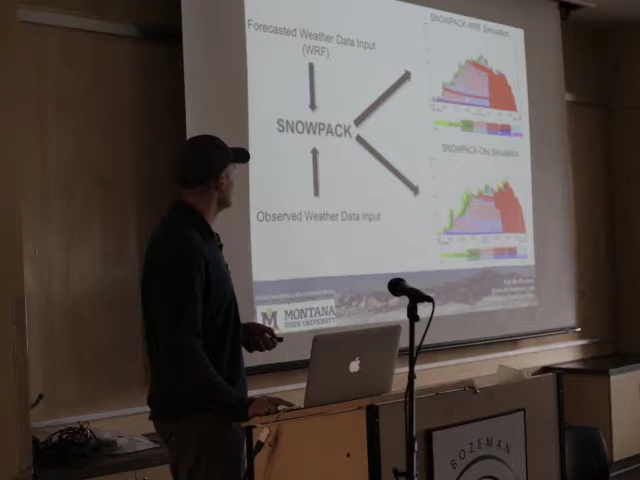 Forecasted Weather Data Input
(WRF)
SNOWPACK
Observed Weather Data Input
SNOWPACK-WRF Simulation
SNOWPACK-Obs Simulation
MONTANA
STATE UNIVERSITY
BOZEMAN